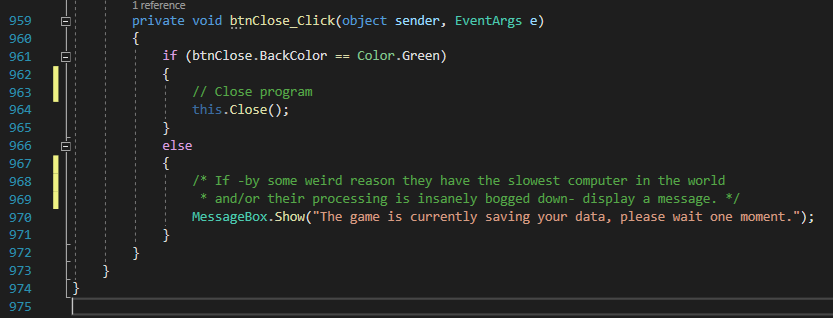 1 reference
959 private void btnClose_Click(object sender, EventArgs e)
960 {
961 if (btnClose.BackColor == Color.Green)
962 {
963 // Close program
964 this.Close();
965 }
966 else
967 {
968 /* If -by some weird reason they have the slowest computer in the world
969 * and/or their processing is insanely bogged down- display a message. */
970 MessageBox.Show("The game is currently saving your data, please wait one moment.");
971 }
972 }
973 }
974 }
975